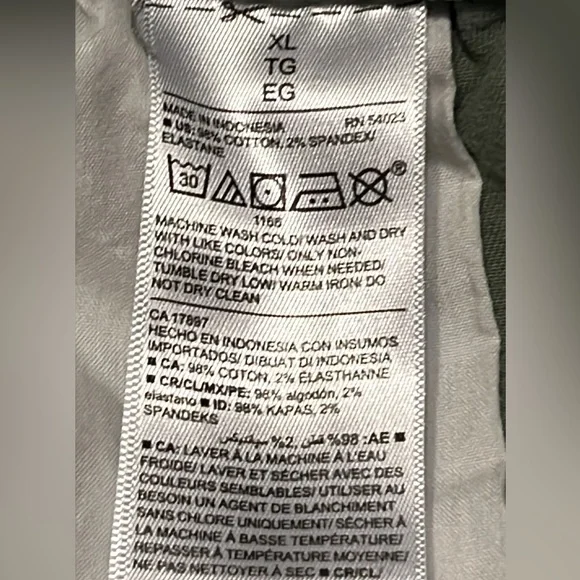 XL
TG
EG
MADE IN INDONESIA RN 54023
■ US: 98% COTTON, 2% SPANDEX/
ELASTANE
30
®
1166
MACHINE WASH COLD/ WASH AND DRY
WITH LIKE COLORS/ ONLY NON-
CHLORINE BLEACH WHEN NEEDED/
TUMBLE DRY LOW/ WARM IRON/ DO
NOT DRY CLEAN
CA 17897
HECHO EN INDONESIA CON INSUMOS
IMPORTADOS/ DIBUAT DI INDONESIA
■ CA: 98% COTON, 2% ÉLASTHANNE
■ CR/CL/MX/PE: 98% algodón, 2%
elastano ■ ID: 98% KAPAS, 2%
SPANDEKS
■ AE: 98% قطن, 2% سباندكس
■ CA: LAVER À LA MACHINE À L'EAU
FROIDE/ LAVER ET SÉCHER AVEC DES
COULEURS SEMBLABLES/ UTILISER AU
BESOIN UN AGENT DE BLANCHIMENT
SANS CHLORE UNIQUEMENT/ SÉCHER À
LA MACHINE À BASSE TEMPÉRATURE/
REPASSER À TEMPÉRATURE MOYENNE/
NE PAS NETTOYER À SEC ■ CR/CL/